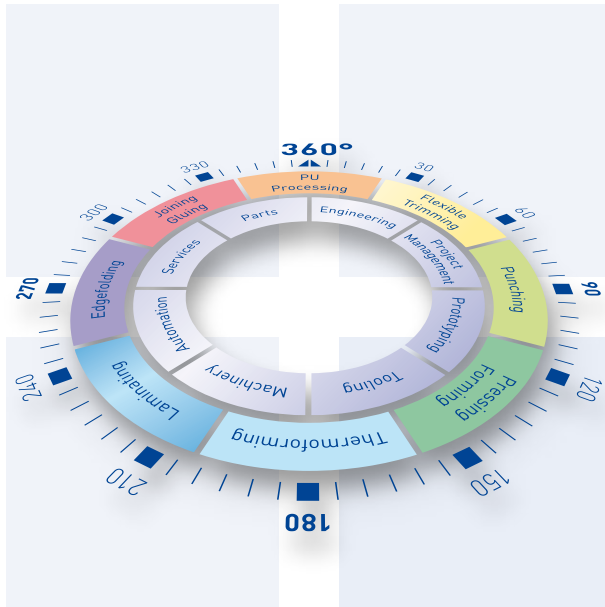 360°
30
60
90
120
150
180
210
240
270
300
330
PU
Processing
Flexible
Trimming
Punching
Pressing
Forming
Thermoforming
Laminating
Edgefolding
Joining
Gluing
Engineering
Project
Management
Prototyping
Tooling
Machinery
Automation
Services
Parts